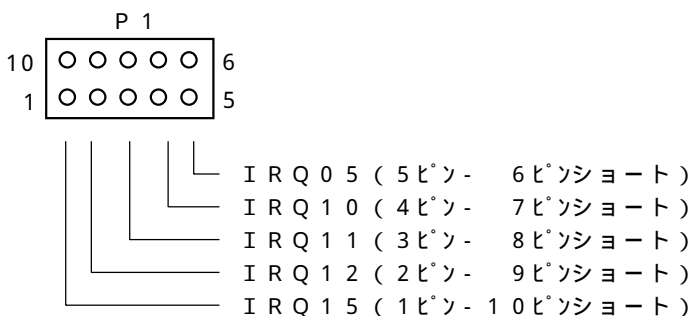 P 1
10 6
1 5
IRQ05(5ピン- 6ピンショート)
IRQ10(4ピン- 7ピンショート)
IRQ11(3ピン- 8ピンショート)
IRQ12(2ピン- 9ピンショート)
IRQ15(1ピン-10ピンショート)